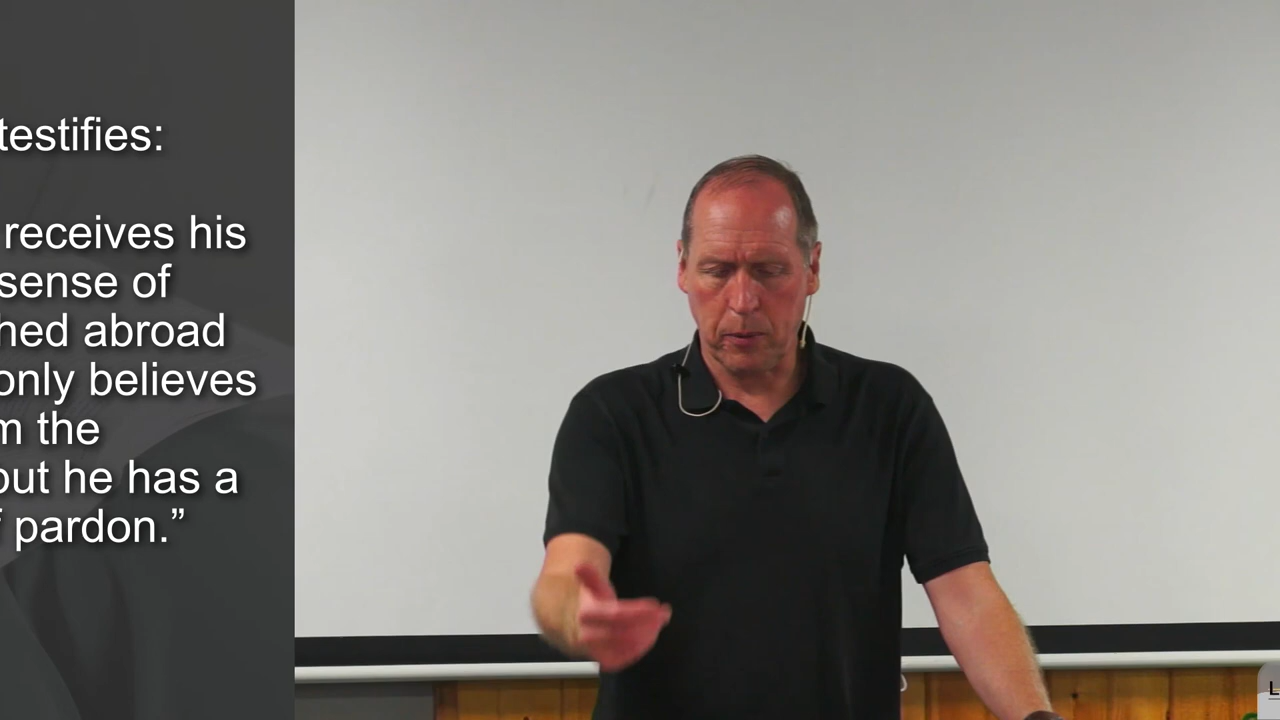 testifies:
receives his
sense of
hed abroad
only believes
m the
but he has a
pardon.”
L